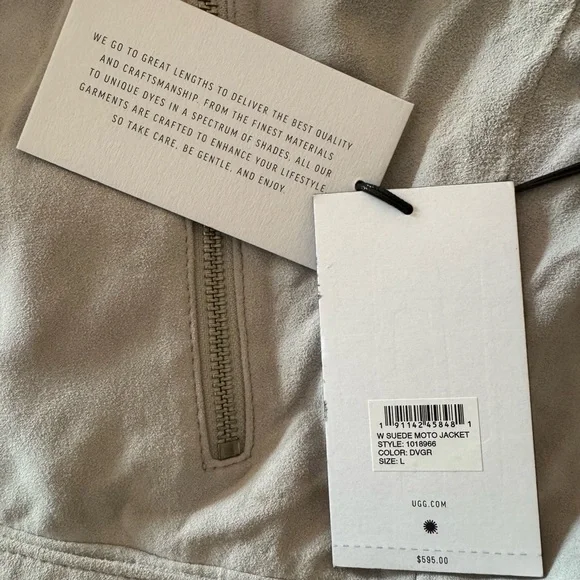 WE GO TO GREAT LENGTHS TO DELIVER THE BEST QUALITY
AND CRAFTSMANSHIP. FROM THE FINEST MATERIALS
TO UNIQUE DYES IN A SPECTRUM OF SHADES, ALL OUR
GARMENTS ARE CRAFTED TO ENHANCE YOUR LIFESTYLE.
SO TAKE CARE, BE GENTLE, AND ENJOY.
1 91142 45848 1
W SUEDE MOTO JACKET
STYLE: 1018966
COLOR: DVGR
SIZE: L
UGG.COM
$595.00